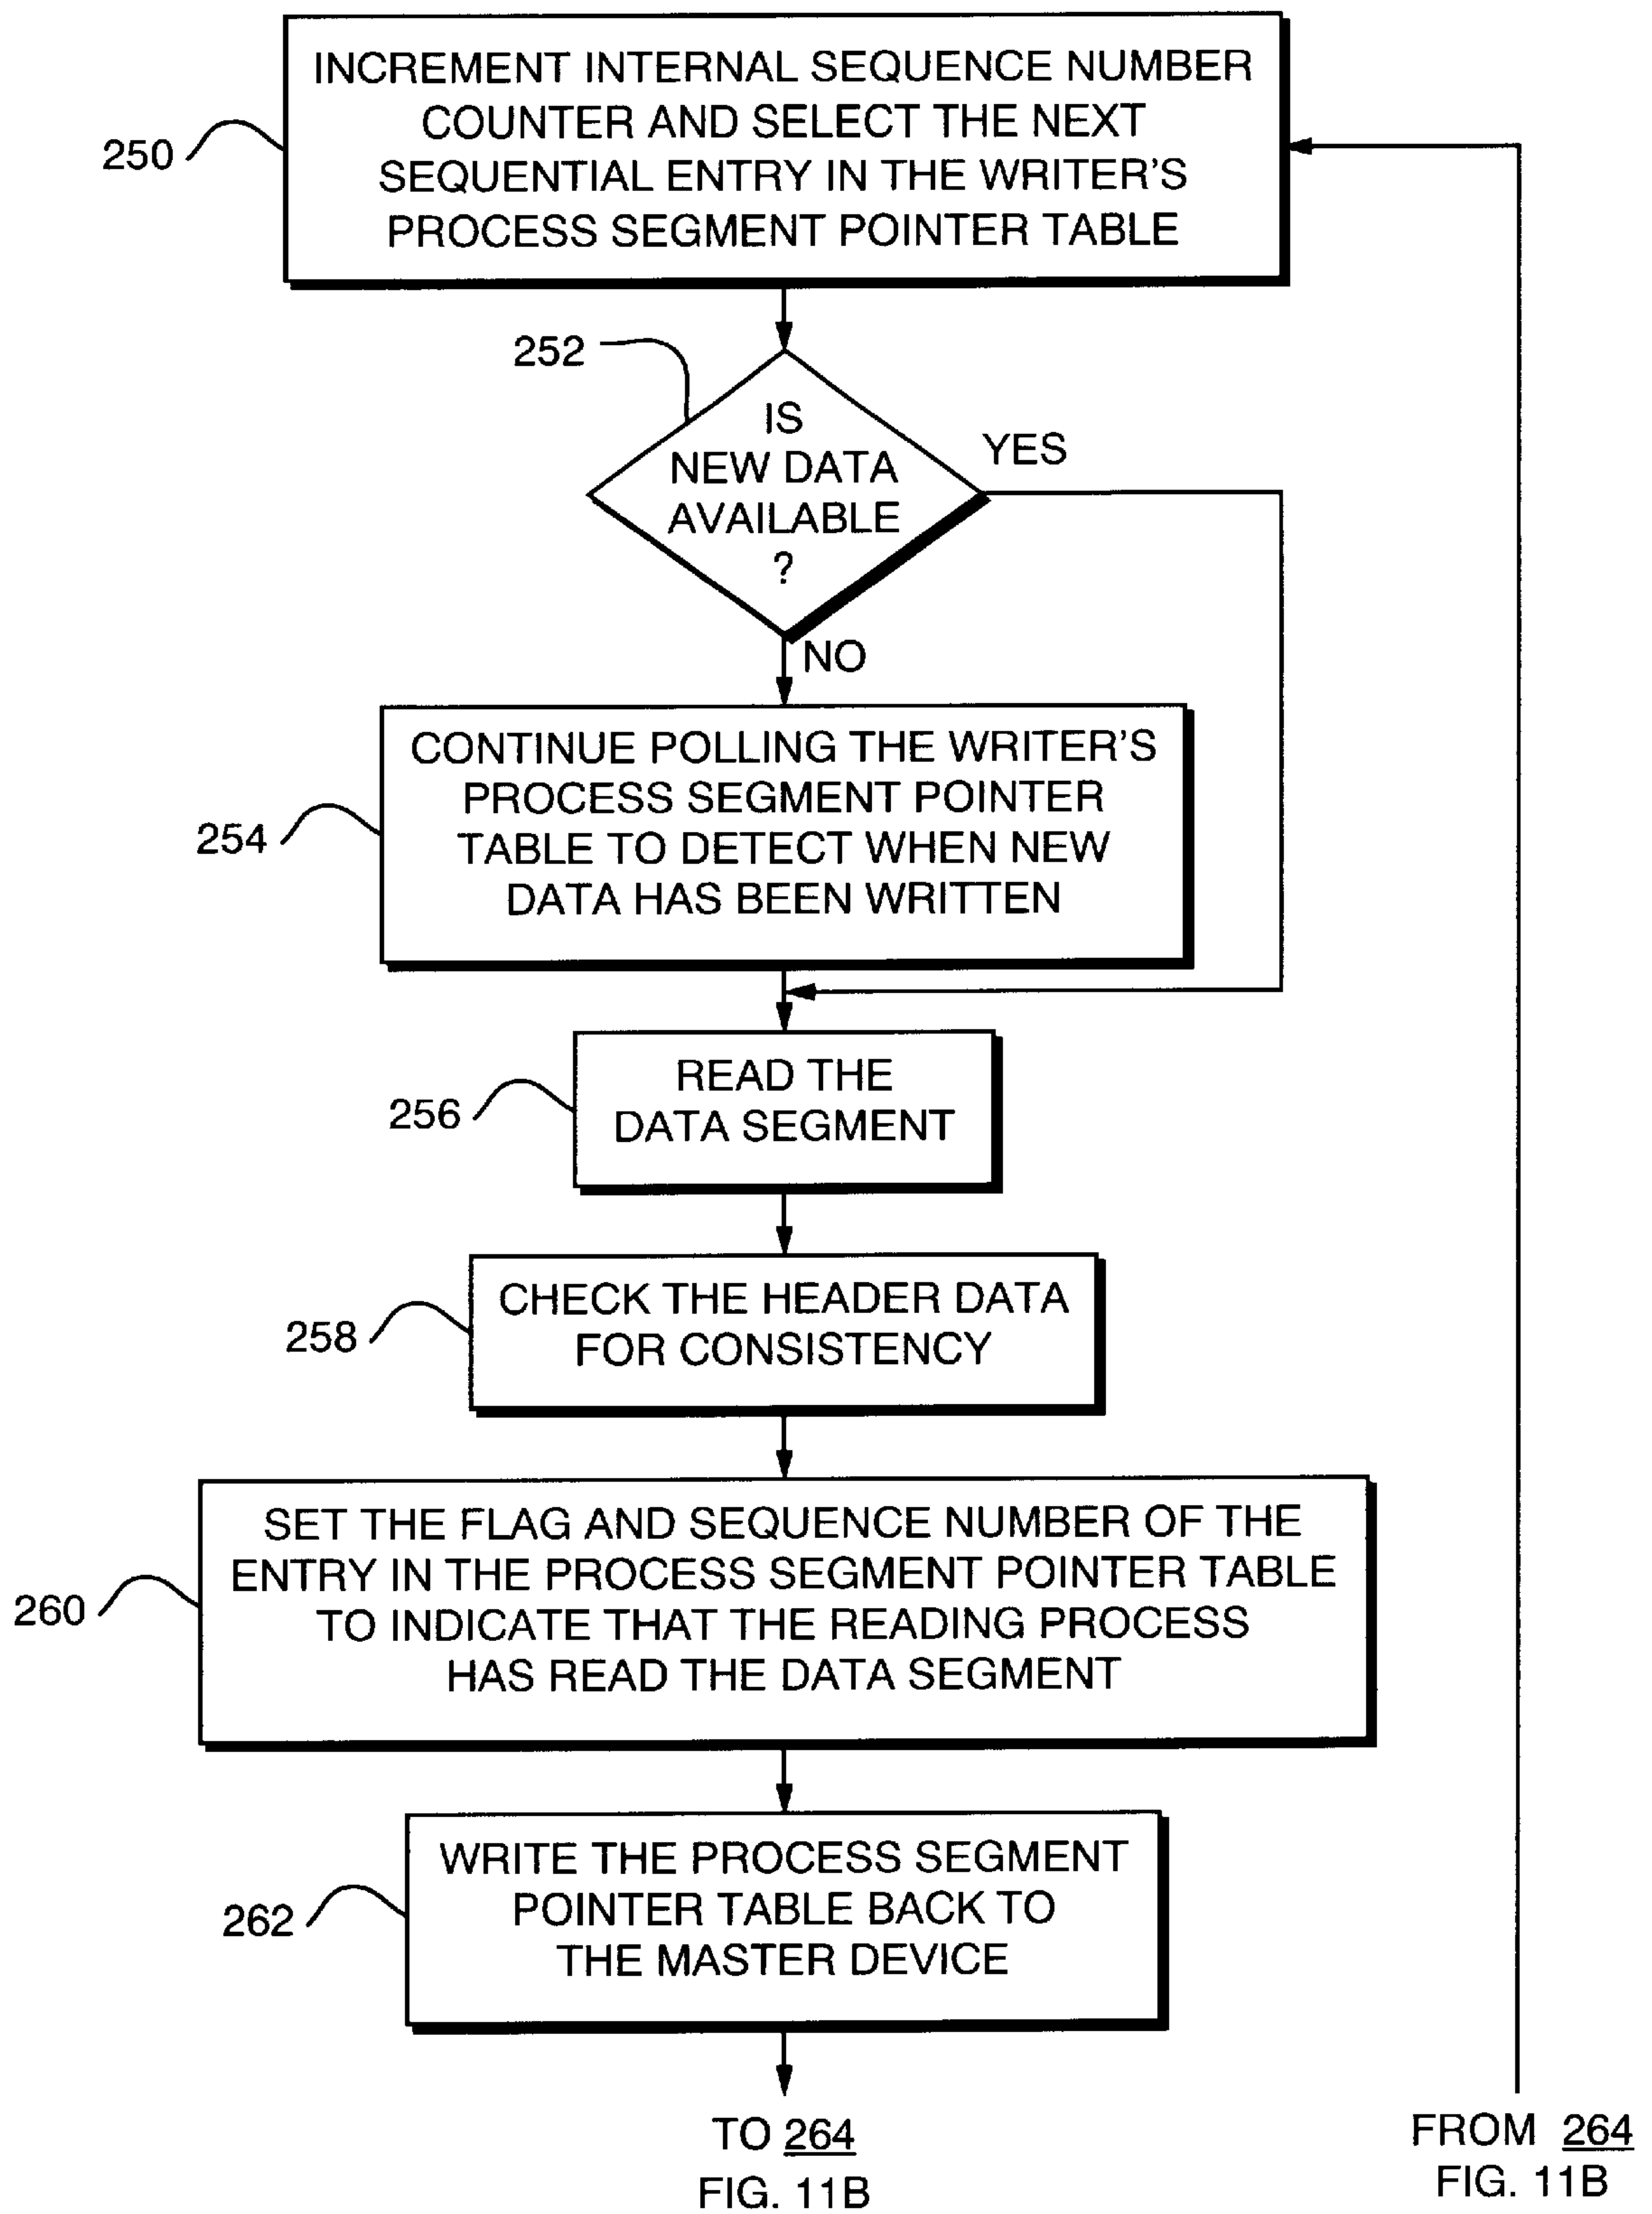 INCREMENT INTERNAL SEQUENCE NUMBER
COUNTER AND SELECT THE NEXT
SEQUENTIAL ENTRY IN THE WRITER'S
PROCESS SEGMENT POINTER TABLE
250
252
IS
NEW DATA
AVAILABLE
?
YES
NO
CONTINUE POLLING THE WRITER'S
PROCESS SEGMENT POINTER
TABLE TO DETECT WHEN NEW
DATA HAS BEEN WRITTEN
254
READ THE
DATA SEGMENT
256
CHECK THE HEADER DATA
FOR CONSISTENCY
258
SET THE FLAG AND SEQUENCE NUMBER OF THE
ENTRY IN THE PROCESS SEGMENT POINTER TABLE
TO INDICATE THAT THE READING PROCESS
HAS READ THE DATA SEGMENT
260
WRITE THE PROCESS SEGMENT
POINTER TABLE BACK TO
THE MASTER DEVICE
262
TO 264
FIG. 11B
FROM 264
FIG. 11B